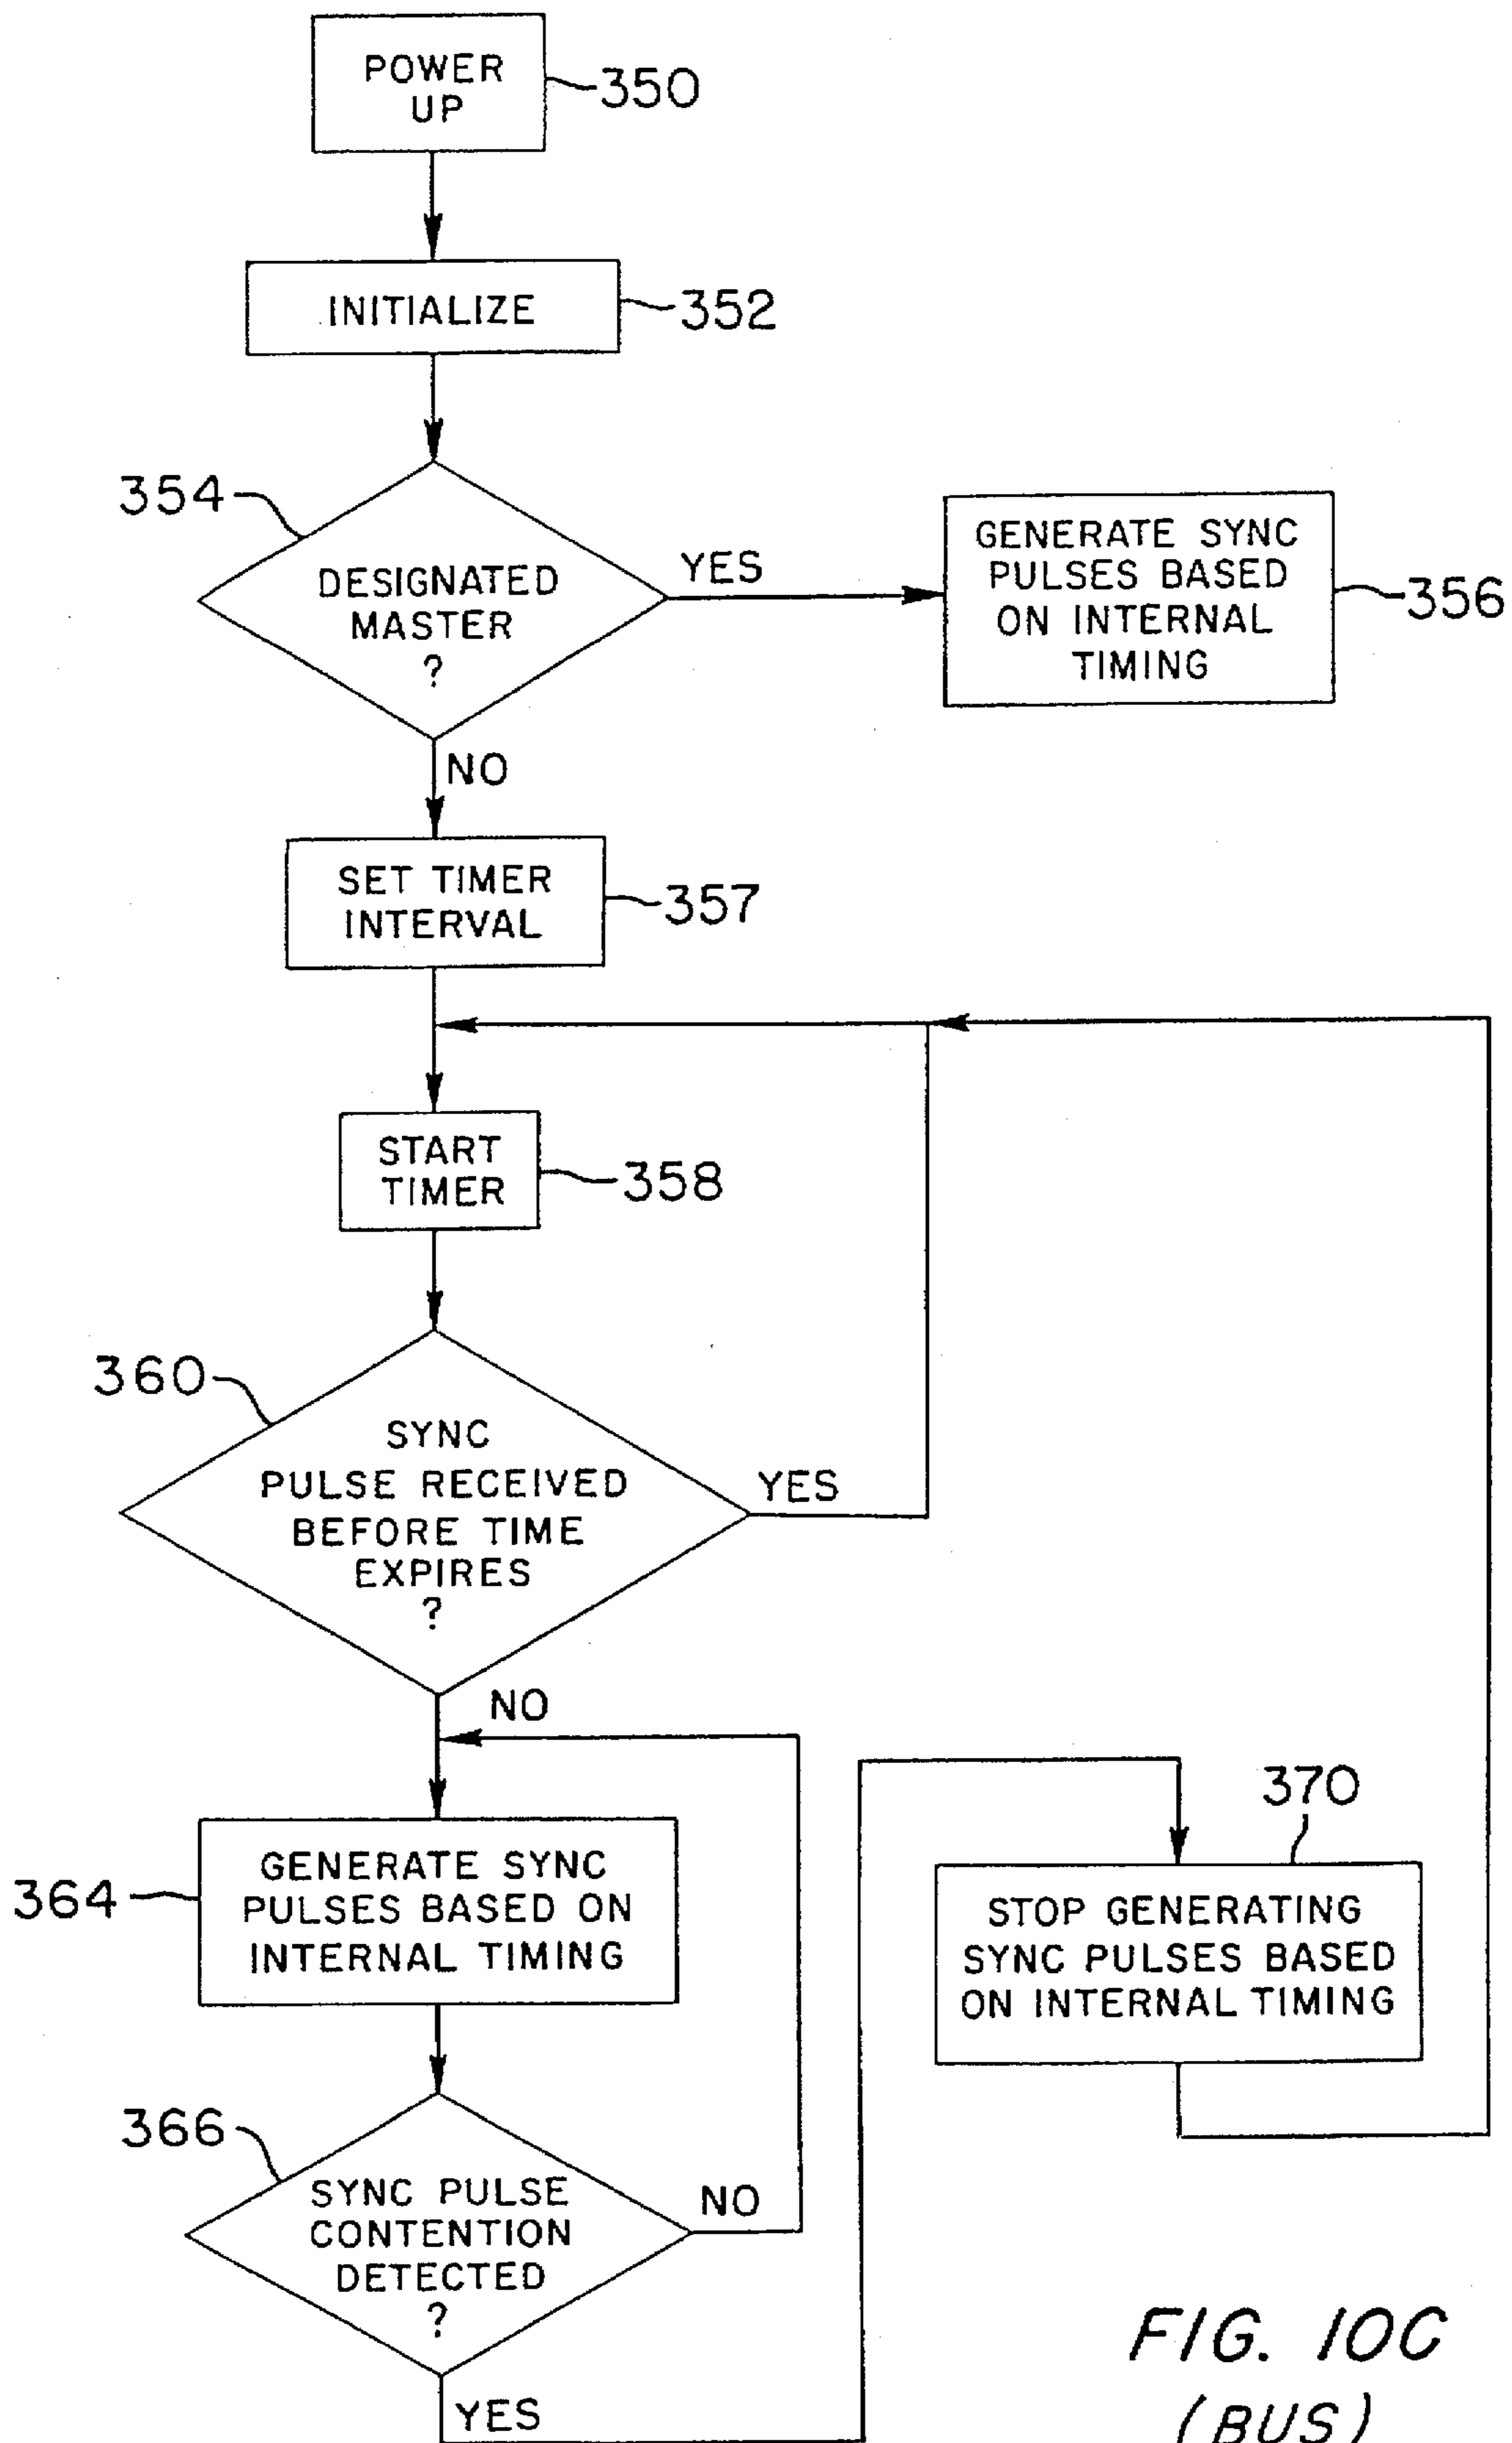 POWER
UP
350
INITIALIZE
352
354
DESIGNATED
MASTER
?
YES
GENERATE SYNC
PULSES BASED
ON INTERNAL
TIMING
356
NO
SET TIMER
INTERVAL
357
START
TIMER
358
360
SYNC
PULSE RECEIVED
BEFORE TIME
EXPIRES
?
YES
NO
364
GENERATE SYNC
PULSES BASED ON
INTERNAL TIMING
370
STOP GENERATING
SYNC PULSES BASED
ON INTERNAL TIMING
366
SYNC PULSE
CONTENTION
DETECTED
?
NO
YES
FIG. 10C
(BUS)